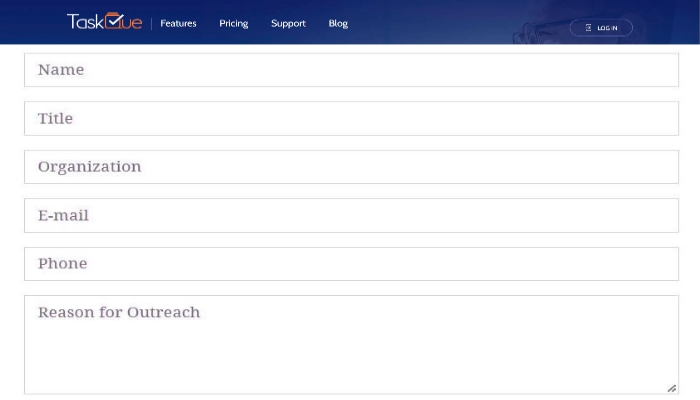 TaskQue
Features
Pricing
Support
Blog
LOG IN
Name
Title
Organization
E-mail
Phone
Reason for Outreach